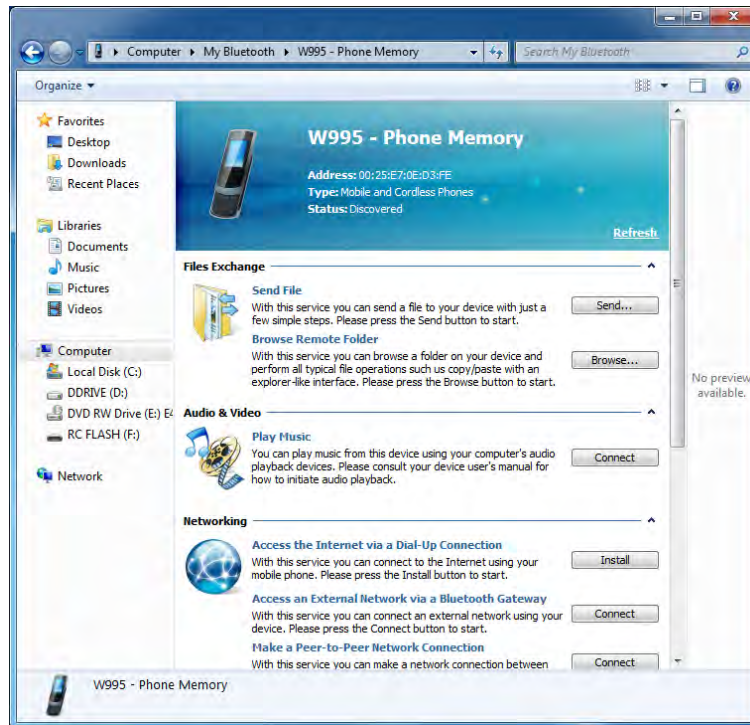 Computer ▸ My Bluetooth ▸ W995 - Phone Memory
Search My Bluetooth
Organize
Favorites
Desktop
Downloads
Recent Places
Libraries
Documents
Music
Pictures
Videos
Computer
Local Disk (C:)
DDRIVE (D:)
DVD RW Drive (E:) E4
RC FLASH (F:)
Network
W995 - Phone Memory
Address: 00:25:E7:0E:D3:FE
Type: Mobile and Cordless Phones
Status: Discovered
Refresh
Files Exchange
Send File
With this service you can send a file to your device with just a
few simple steps. Please press the Send button to start.
Send...
Browse Remote Folder
With this service you can browse a folder on your device and
perform all typical file operations such us copy/paste with an
explorer-like interface. Please press the Browse button to start.
Browse...
Audio & Video
Play Music
You can play music from this device using your computer's audio
playback devices. Please consult your device user's manual for
how to initiate audio playback.
Connect
Networking
Access the Internet via a Dial-Up Connection
With this service you can connect to the Internet using your
mobile phone. Please press the Install button to start.
Install
Access an External Network via a Bluetooth Gateway
With this service you can connect an external network using your
device. Please press the Connect button to start.
Connect
Make a Peer-to-Peer Network Connection
With this service you can make a network connection between
Connect
No preview
available.
W995 - Phone Memory